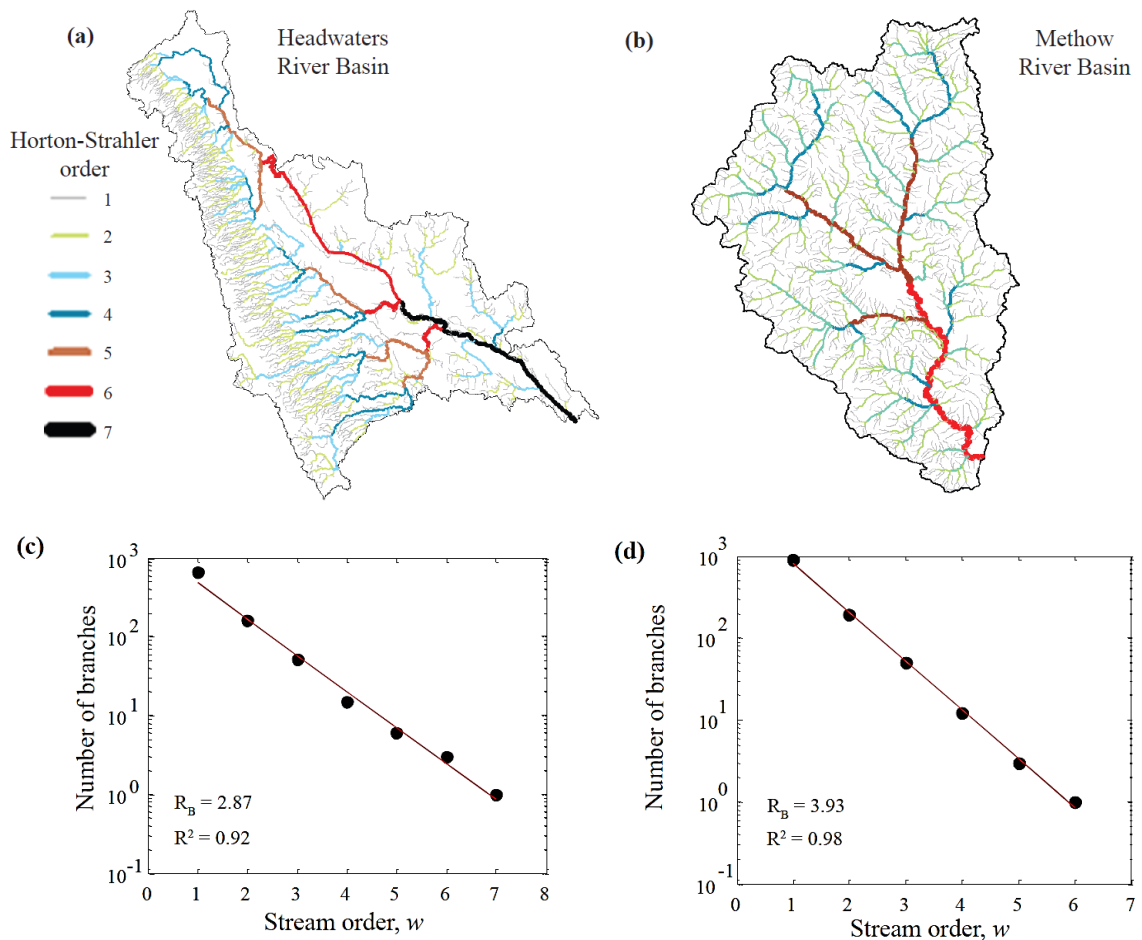 (a)
Headwaters
River Basin
(b)
Methow
River Basin
Horton-Strahler
order
1
2
3
4
5
6
7
(c)
Number of branches
10^3
10^2
10^1
10^0
10^-1
R_B = 2.87
R^2 = 0.92
0 1 2 3 4 5 6 7 8
Stream order, w
(d)
Number of branches
10^3
10^2
10^1
10^0
10^-1
R_B = 3.93
R^2 = 0.98
0 1 2 3 4 5 6 7
Stream order, w